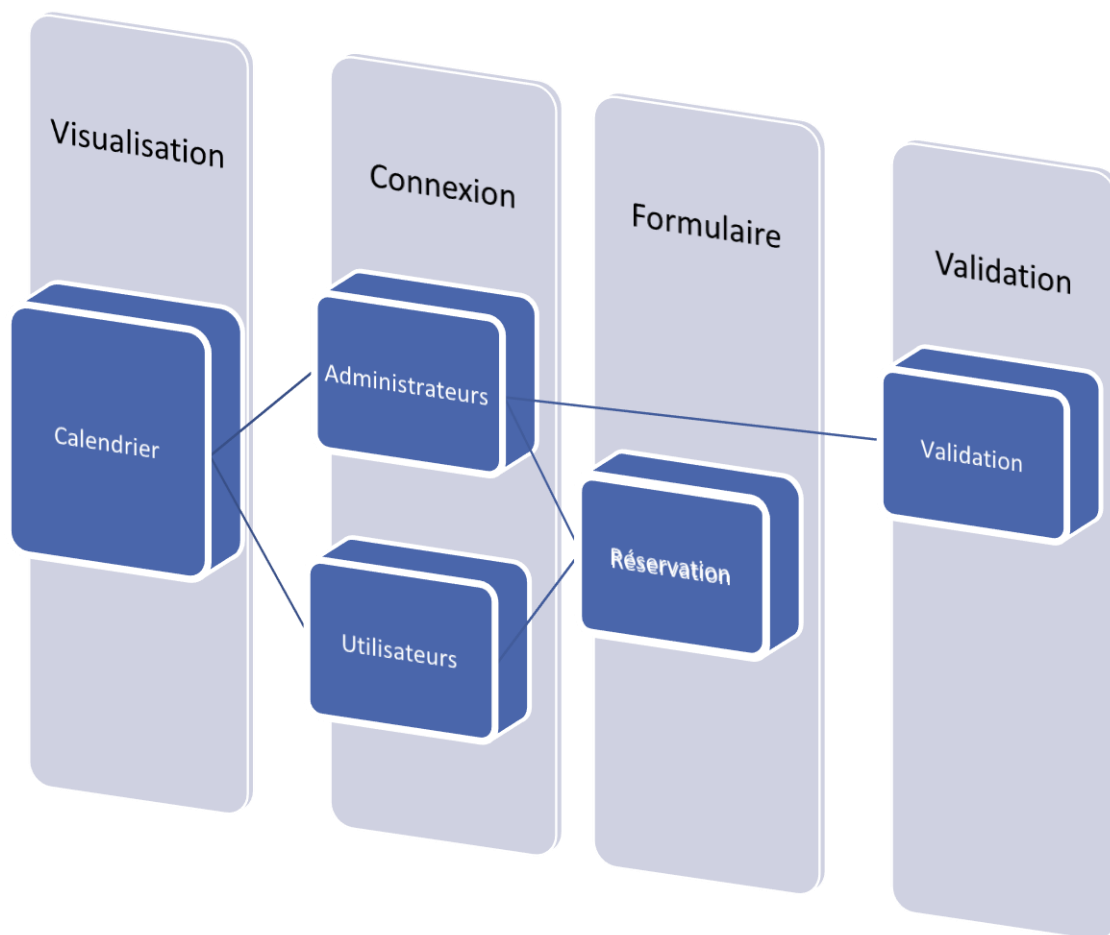 Visualisation
Connexion
Formulaire
Validation
Calendrier
Administrateurs
Utilisateurs
Réservation
Validation